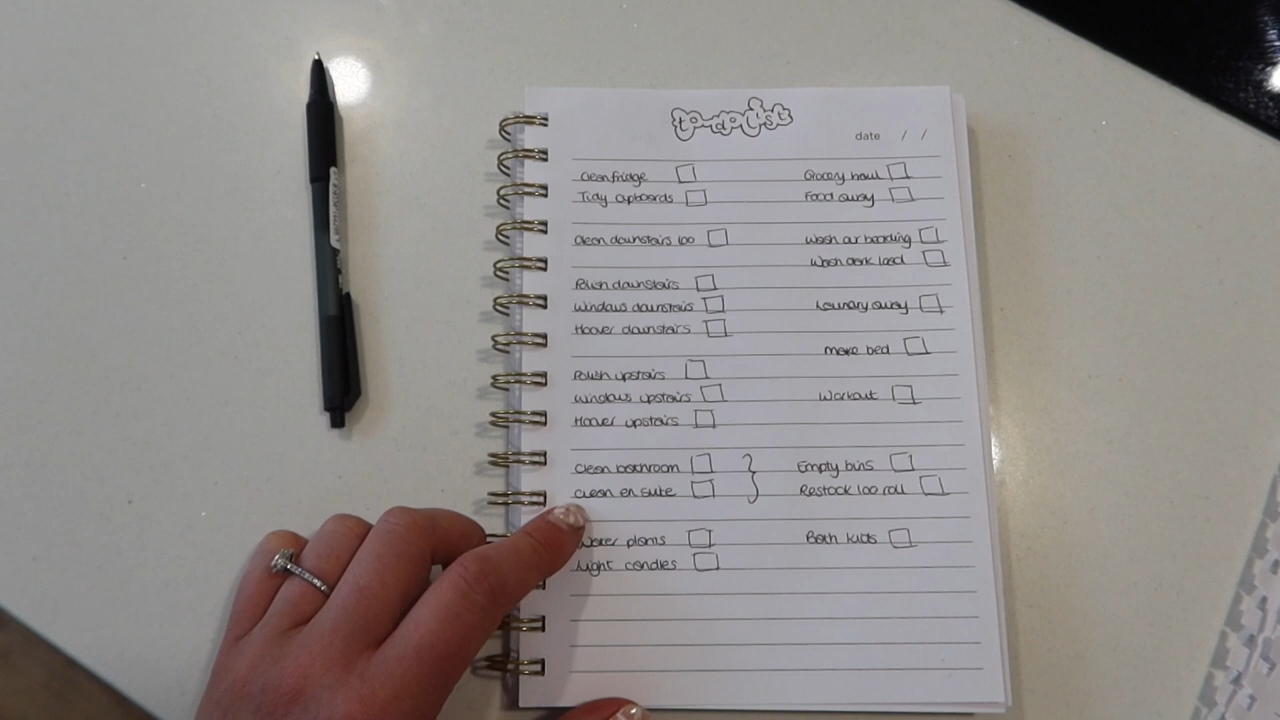 to-do list
date / /
Clean fridge Grocery haul
Tidy cpboards Food away
Clean downstairs loo Wash our bedding
Wash dark load
Polish downstairs
Windows downstairs Laundry away
Hoover downstairs
make bed
Polish upstairs
Windows upstairs Workout
Hoover upstairs
Clean bathroom Empty bins
Clean en suite Restock loo roll
Water plants Bath kids
Light candles